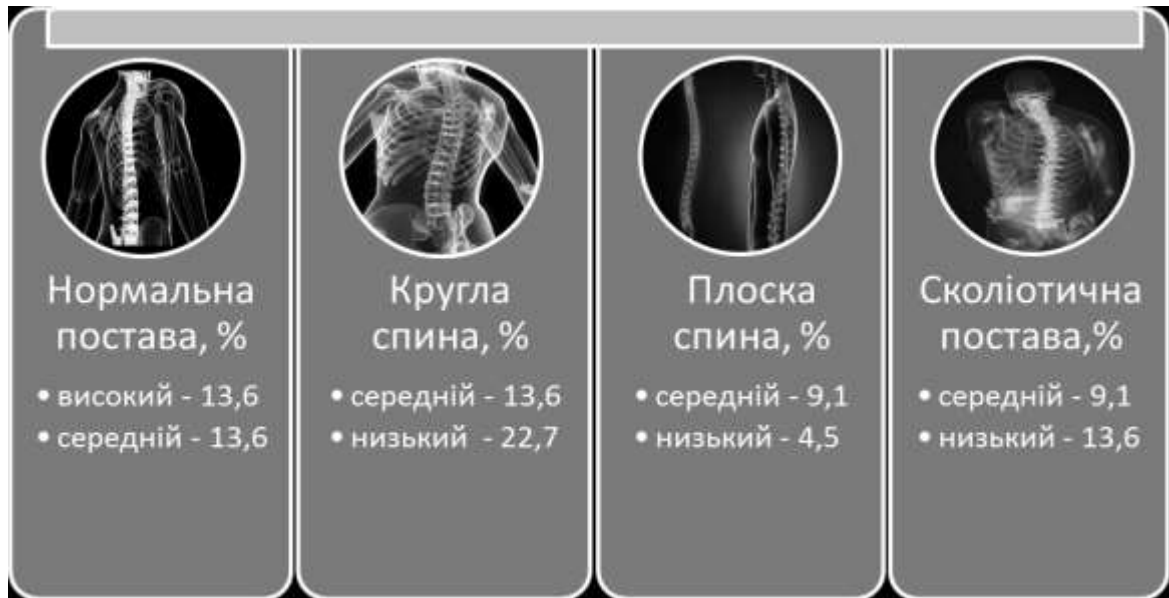 Нормальна
постава, %
• високий - 13,6
• середній - 13,6
Кругла
спина, %
• середній - 13,6
• низький - 22,7
Плоска
спина, %
• середній - 9,1
• низький - 4,5
Сколіотична
постава,%
• середній - 9,1
• низький - 13,6